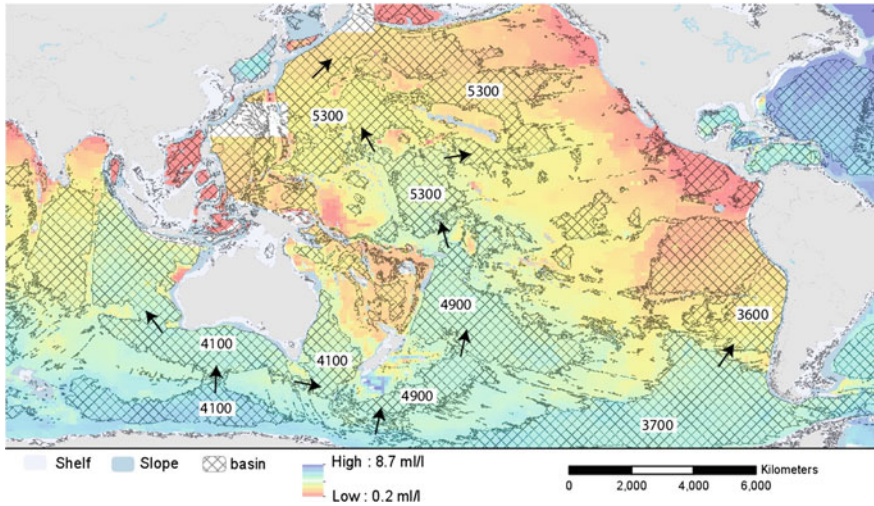 5300
5300
5300
4900
3600
4100
4100
4900
4100
3700
Shelf
Slope
basin
High : 8.7 ml/l
Low : 0.2 ml/l
Kilometers
0 2,000 4,000 6,000